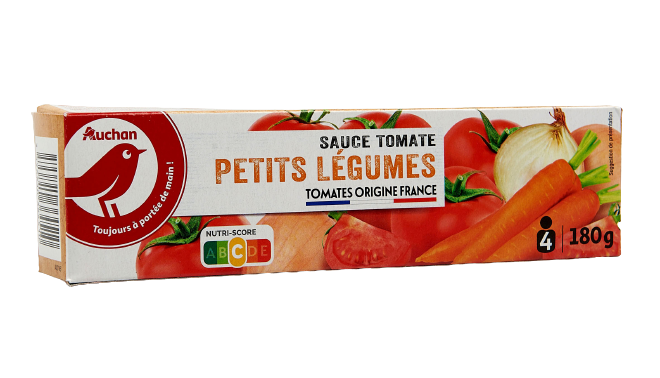 Auchan
Toujours à portée de main !
SAUCE TOMATE
PETITS LÉGUMES
TOMATES ORIGINE FRANCE
NUTRI-SCORE
A B C D E
4
180g
Suggestion de présentation